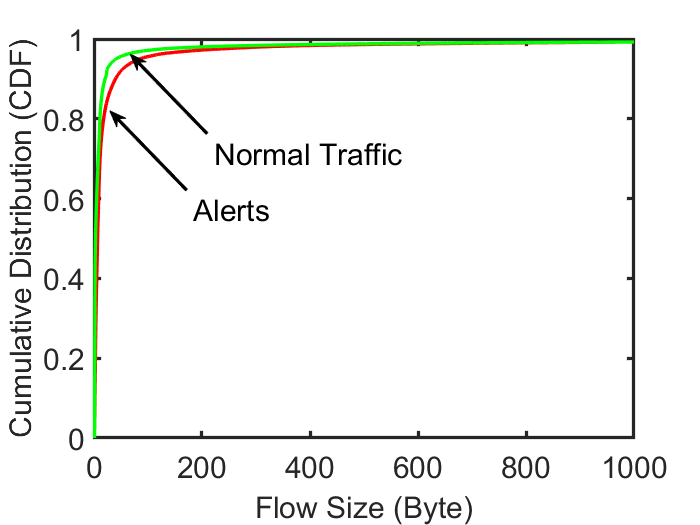 Cumulative Distribution (CDF)
1
0.8
0.6
0.4
0.2
0
Normal Traffic
Alerts
0 200 400 600 800 1000
Flow Size (Byte)